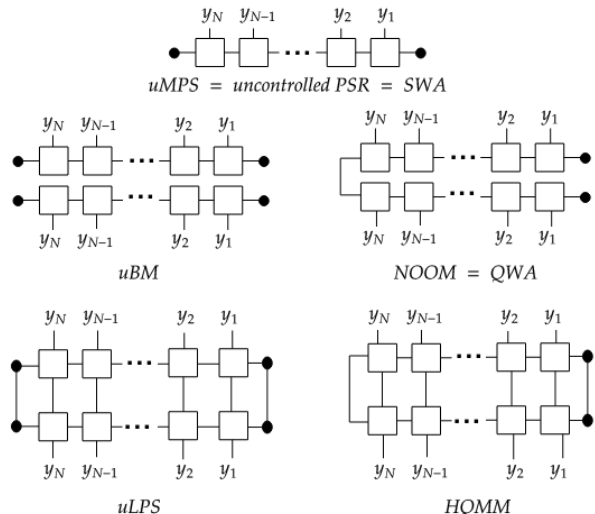 y_N y_{N-1} y_2 y_1
uMPS = uncontrolled PSR = SWA
y_N y_{N-1} y_2 y_1
y_N y_{N-1} y_2 y_1
uBM
y_N y_{N-1} y_2 y_1
y_N y_{N-1} y_2 y_1
NOOM = QWA
y_N y_{N-1} y_2 y_1
y_N y_{N-1} y_2 y_1
uLPS
y_N y_{N-1} y_2 y_1
y_N y_{N-1} y_2 y_1
HQMM